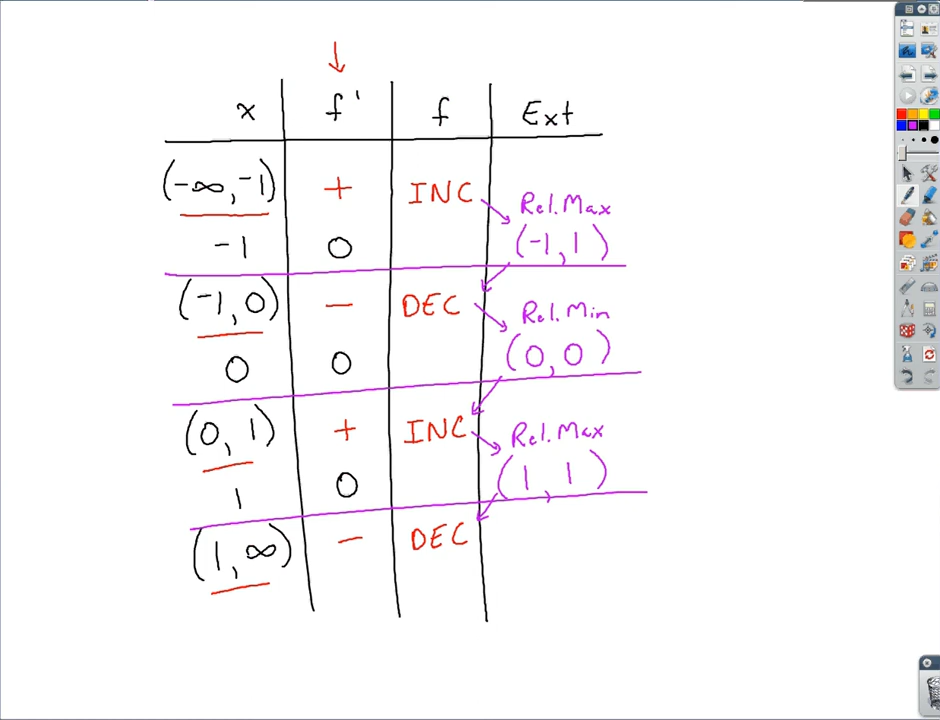 x f' f Ext
(-∞, -1) + INC
Rel. Max
-1 0 (-1, 1)
(-1, 0) − DEC
Rel. Min
0 0 (0, 0)
(0, 1) + INC
Rel. Max
1 0 (1, 1)
(1, ∞) − DEC